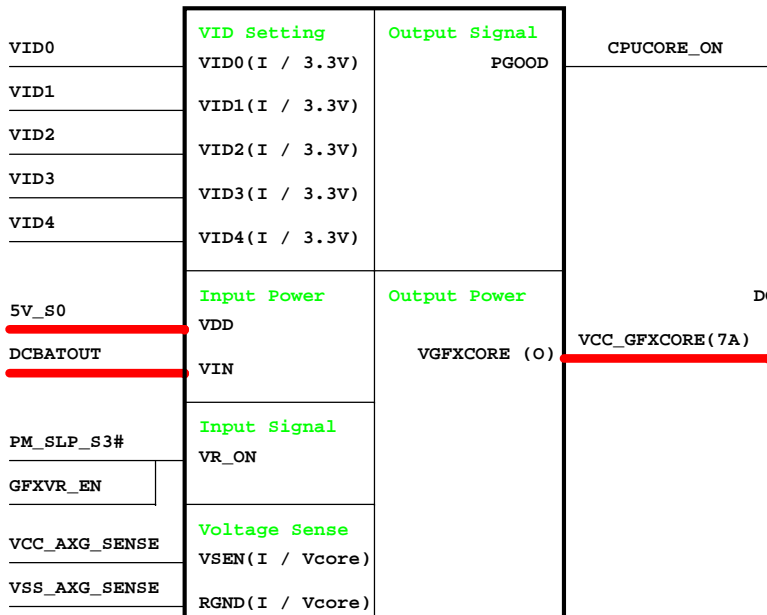 VID0
VID1
VID2
VID3
VID4
5V_S0
DCBATOUT
PM_SLP_S3#
GFXVR_EN
VCC_AXG_SENSE
VSS_AXG_SENSE
VID Setting
VID0(I / 3.3V)
VID1(I / 3.3V)
VID2(I / 3.3V)
VID3(I / 3.3V)
VID4(I / 3.3V)
Input Power
VDD
VIN
Input Signal
VR_ON
Voltage Sense
VSEN(I / Vcore)
RGND(I / Vcore)
Output Signal
PGOOD
Output Power
VGFXCORE (O)
CPUCORE_ON
VCC_GFXCORE(7A)